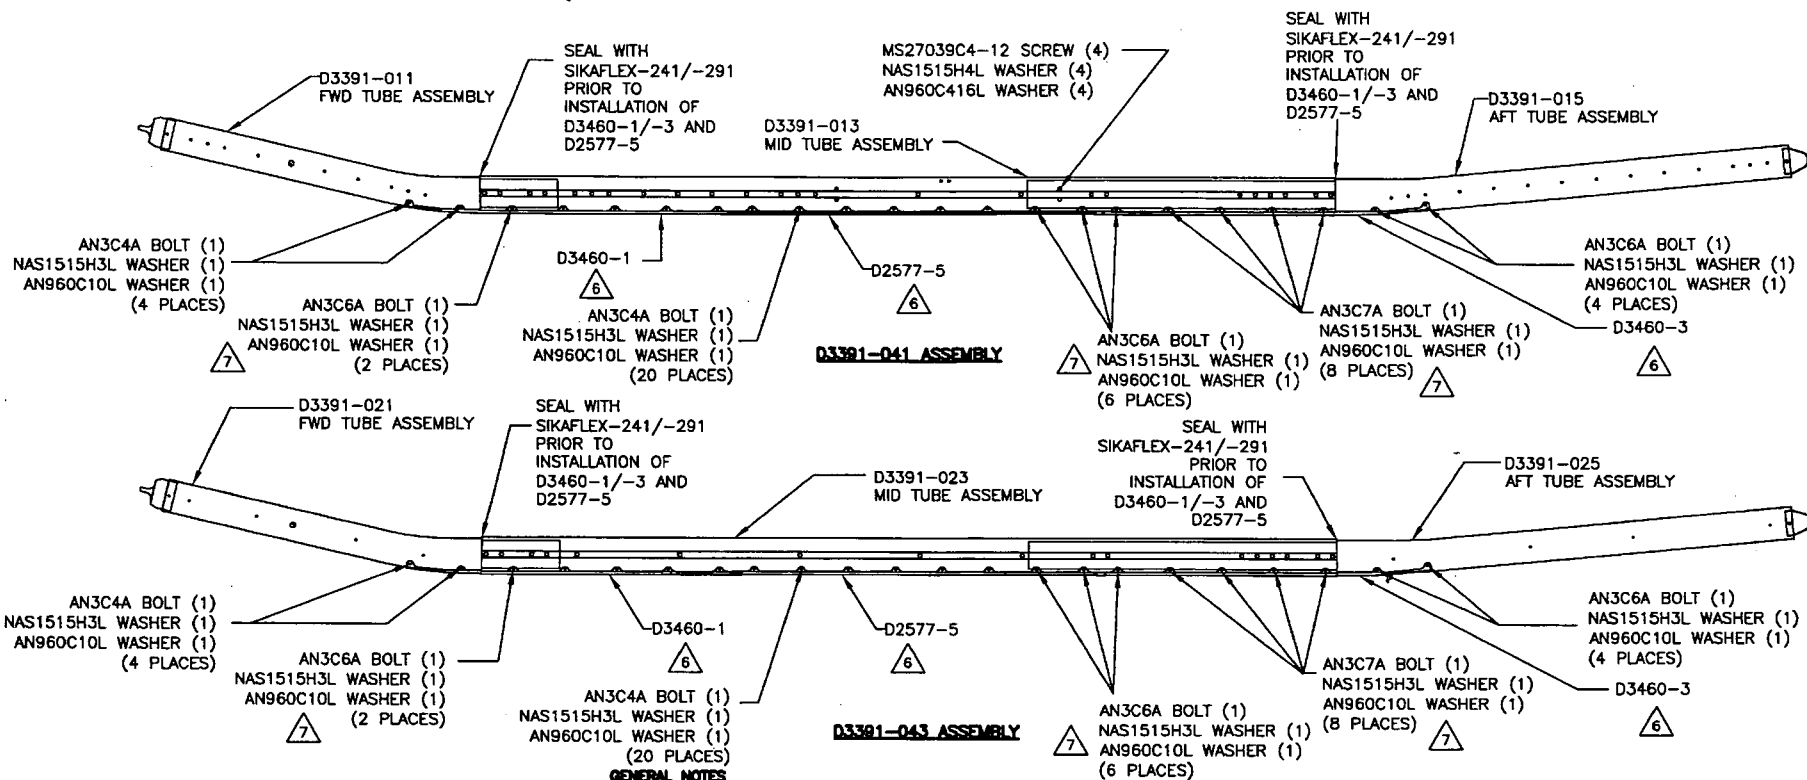 D3391-011
FWD TUBE ASSEMBLY
SEAL WITH
SIKAFLEX-241/-291
PRIOR TO
INSTALLATION OF
D3460-1/-3 AND
D2577-5
MS27039C4-12 SCREW (4)
NAS1515H4L WASHER (4)
AN960C416L WASHER (4)
D3391-013
MID TUBE ASSEMBLY
SEAL WITH
SIKAFLEX-241/-291
PRIOR TO
INSTALLATION OF
D3460-1/-3 AND
D2577-5
D3391-015
AFT TUBE ASSEMBLY
AN3C4A BOLT (1)
NAS1515H3L WASHER (1)
AN960C10L WASHER (1)
(4 PLACES)
AN3C6A BOLT (1)
NAS1515H3L WASHER (1)
AN960C10L WASHER (1)
(2 PLACES)
7
D3460-1
6
AN3C4A BOLT (1)
NAS1515H3L WASHER (1)
AN960C10L WASHER (1)
(20 PLACES)
D2577-5
6
D3391-041 ASSEMBLY
7
AN3C6A BOLT (1)
NAS1515H3L WASHER (1)
AN960C10L WASHER (1)
(6 PLACES)
AN3C7A BOLT (1)
NAS1515H3L WASHER (1)
AN960C10L WASHER (1)
(8 PLACES)
7
AN3C6A BOLT (1)
NAS1515H3L WASHER (1)
AN960C10L WASHER (1)
(4 PLACES)
D3460-3
6
D3391-021
FWD TUBE ASSEMBLY
SEAL WITH
SIKAFLEX-241/-291
PRIOR TO
INSTALLATION OF
D3460-1/-3 AND
D2577-5
D3391-023
MID TUBE ASSEMBLY
SEAL WITH
SIKAFLEX-241/-291
PRIOR TO
INSTALLATION OF
D3460-1/-3 AND
D2577-5
D3391-025
AFT TUBE ASSEMBLY
AN3C4A BOLT (1)
NAS1515H3L WASHER (1)
AN960C10L WASHER (1)
(4 PLACES)
AN3C6A BOLT (1)
NAS1515H3L WASHER (1)
AN960C10L WASHER (1)
(2 PLACES)
7
D3460-1
6
AN3C4A BOLT (1)
NAS1515H3L WASHER (1)
AN960C10L WASHER (1)
(20 PLACES)
D2577-5
6
D3391-043 ASSEMBLY
7
AN3C6A BOLT (1)
NAS1515H3L WASHER (1)
AN960C10L WASHER (1)
(6 PLACES)
AN3C7A BOLT (1)
NAS1515H3L WASHER (1)
AN960C10L WASHER (1)
(8 PLACES)
7
AN3C6A BOLT (1)
NAS1515H3L WASHER (1)
AN960C10L WASHER (1)
(4 PLACES)
D3460-3
6
GENERAL NOTES